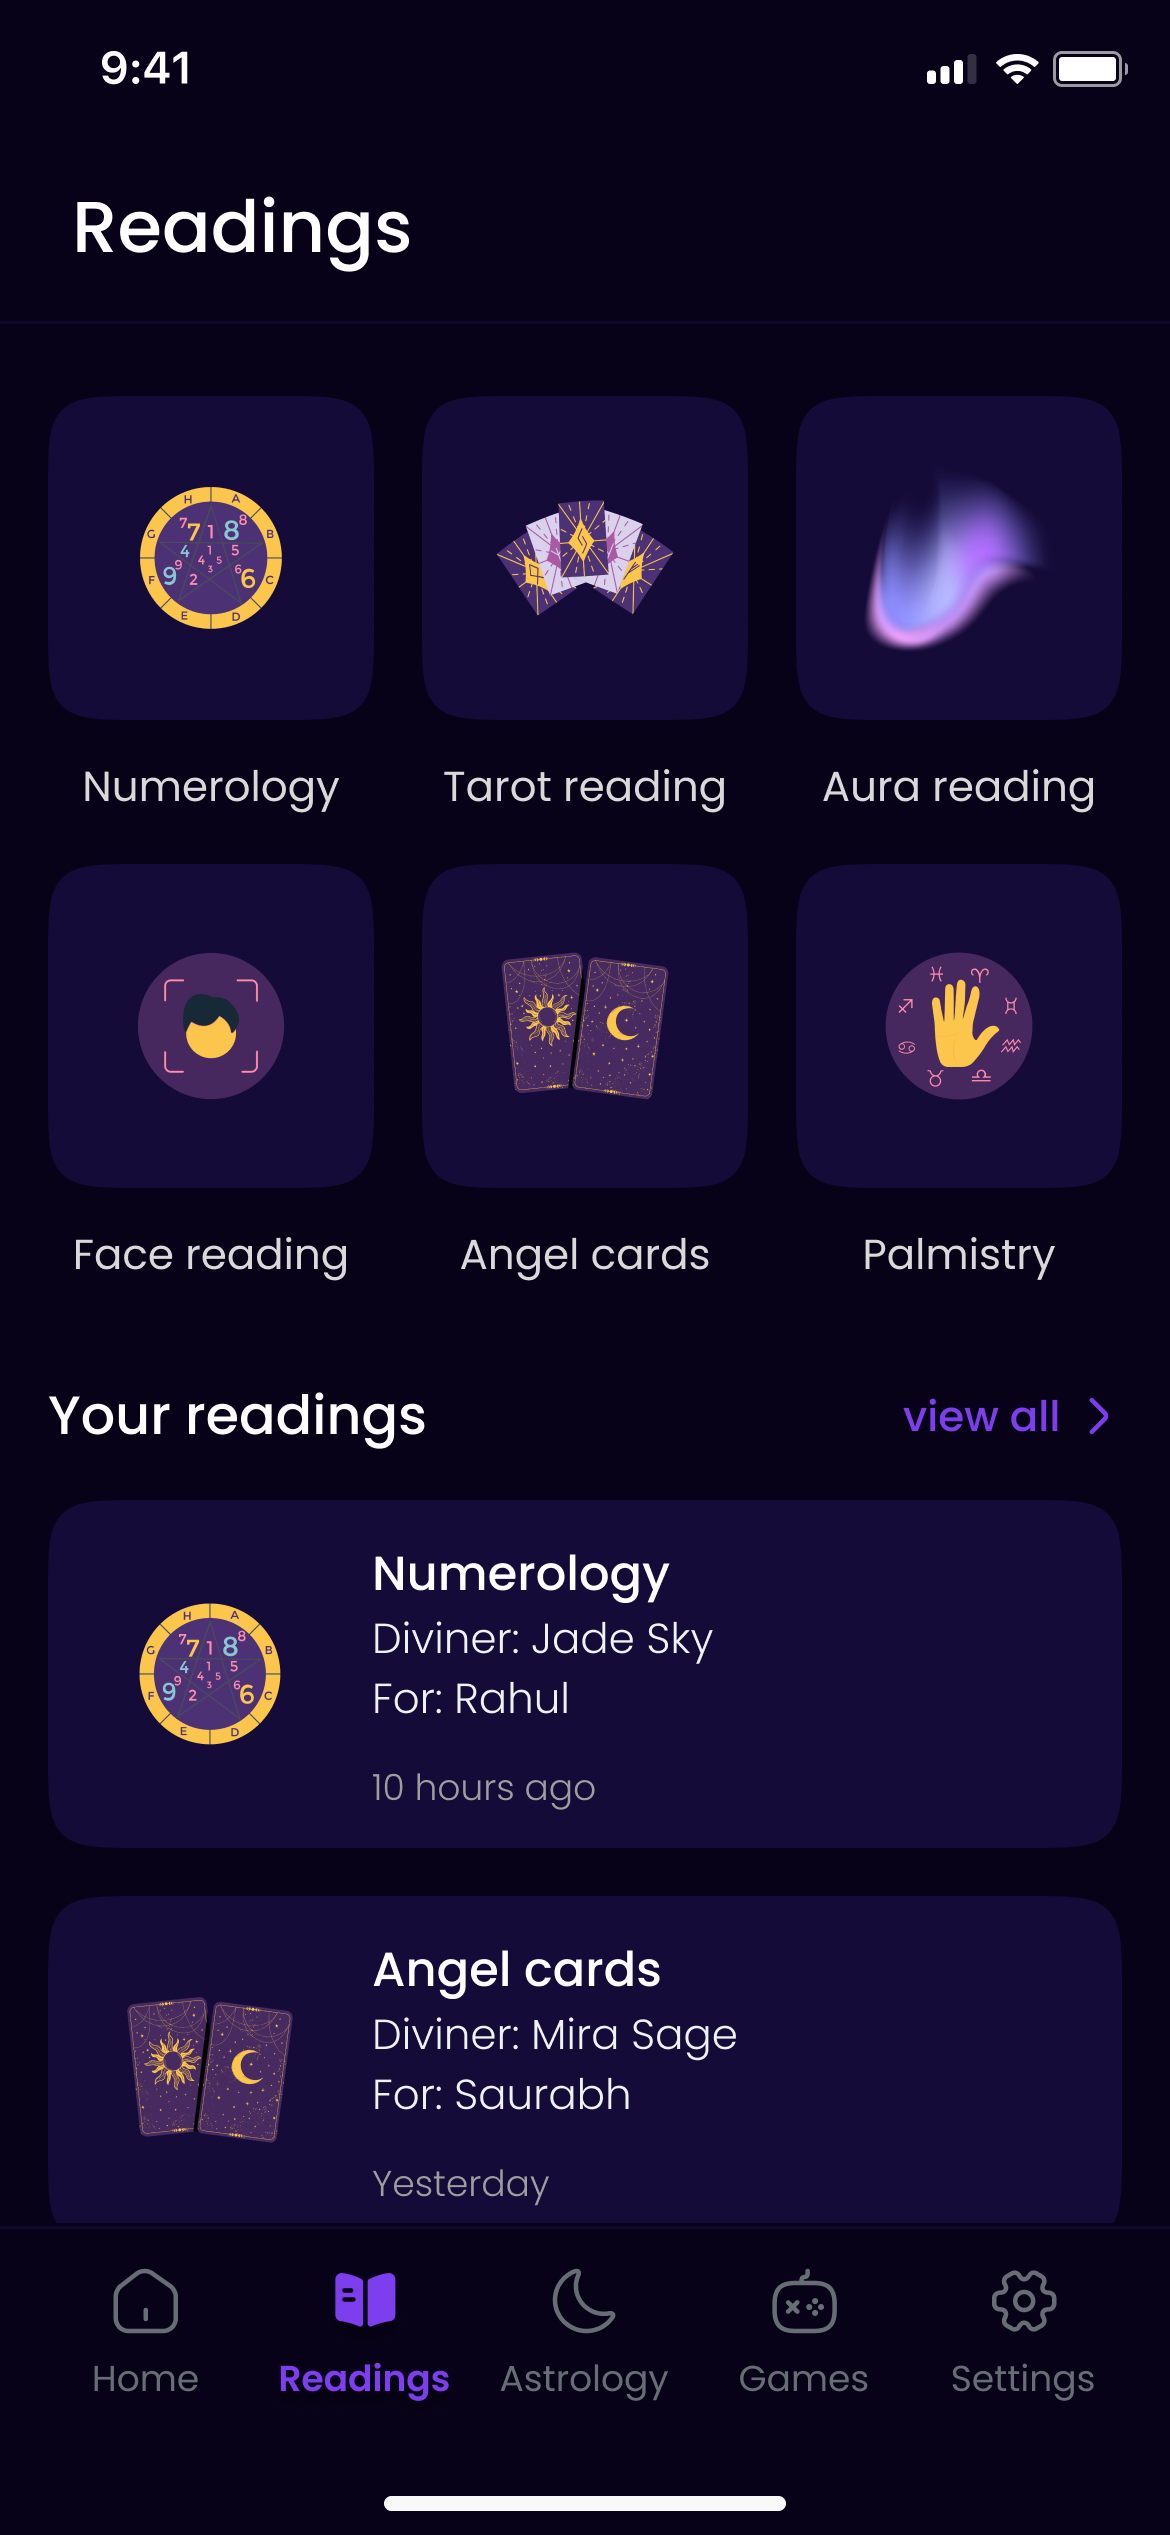 9:41
Readings
Numerology
Tarot reading
Aura reading
Face reading
Angel cards
Palmistry
Your readings
view all
Numerology
Diviner: Jade Sky
For: Rahul
10 hours ago
Angel cards
Diviner: Mira Sage
For: Saurabh
Yesterday
Home
Readings
Astrology
Games
Settings